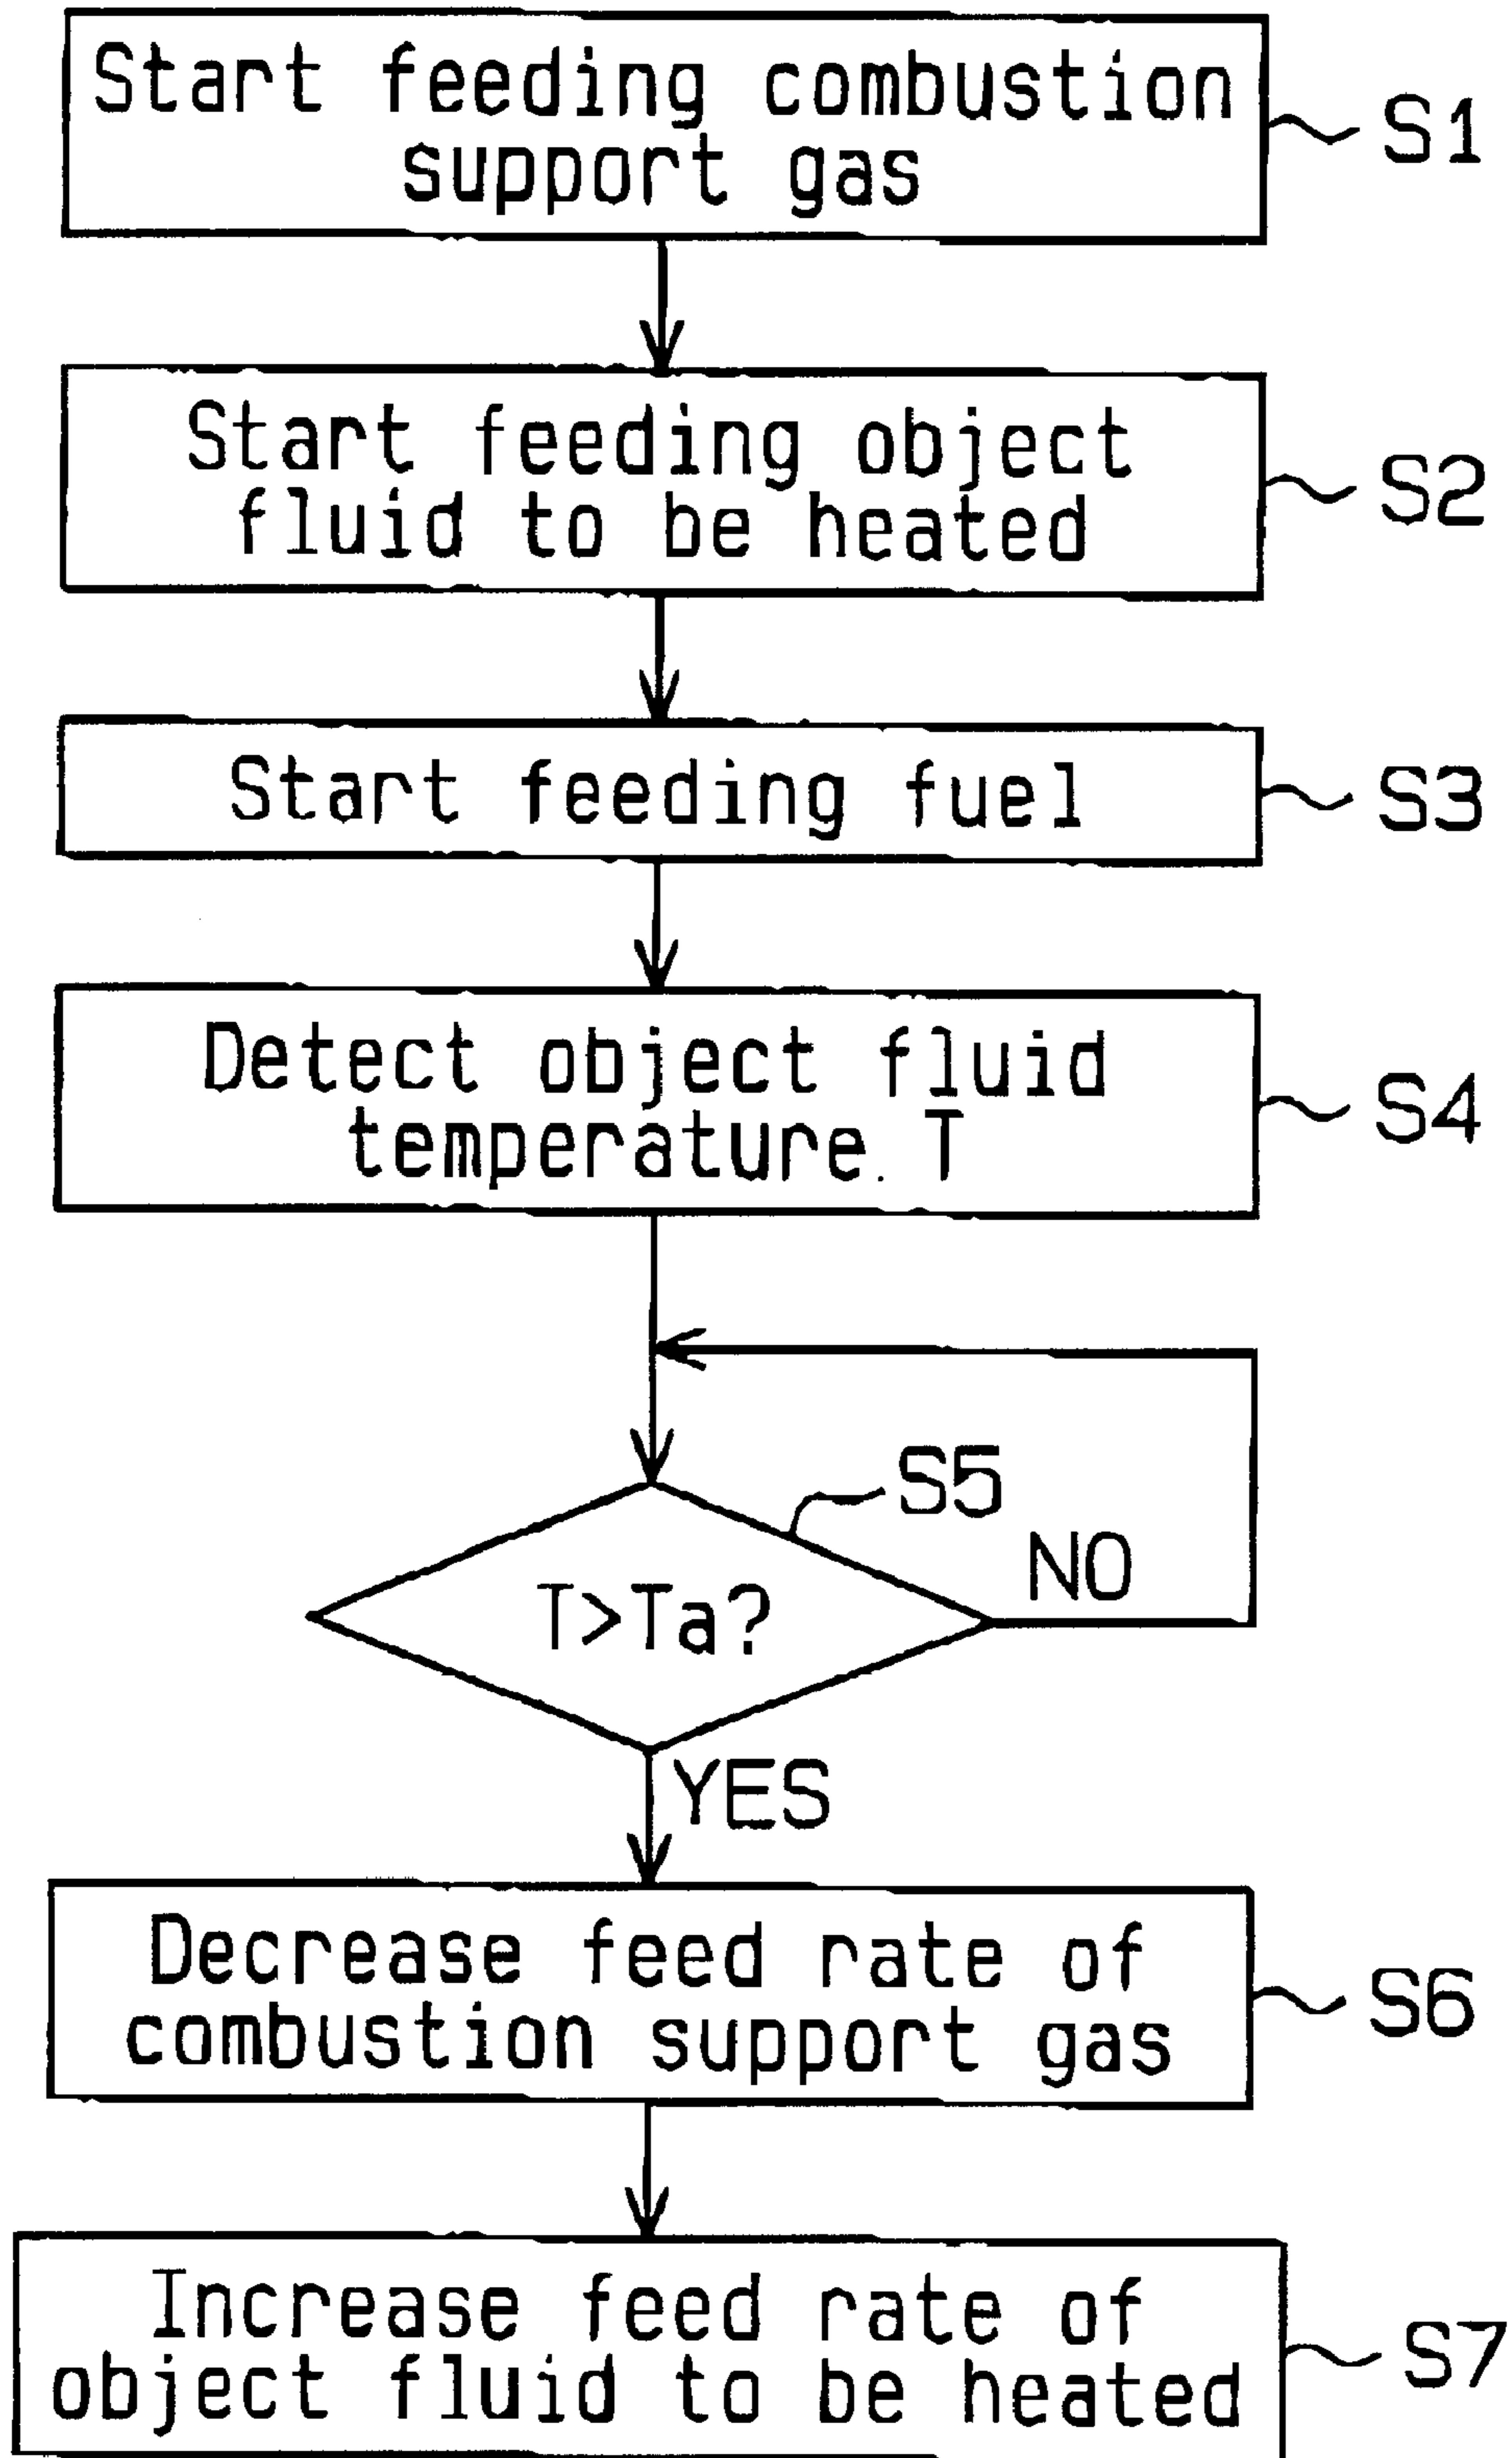 Start feeding combustion
support gas
S1
Start feeding object
fluid to be heated
S2
Start feeding fuel
S3
Detect object fluid
temperature. T
S4
S5
NO
T>Ta?
YES
Decrease feed rate of
combustion support gas
S6
Increase feed rate of
object fluid to be heated
S7